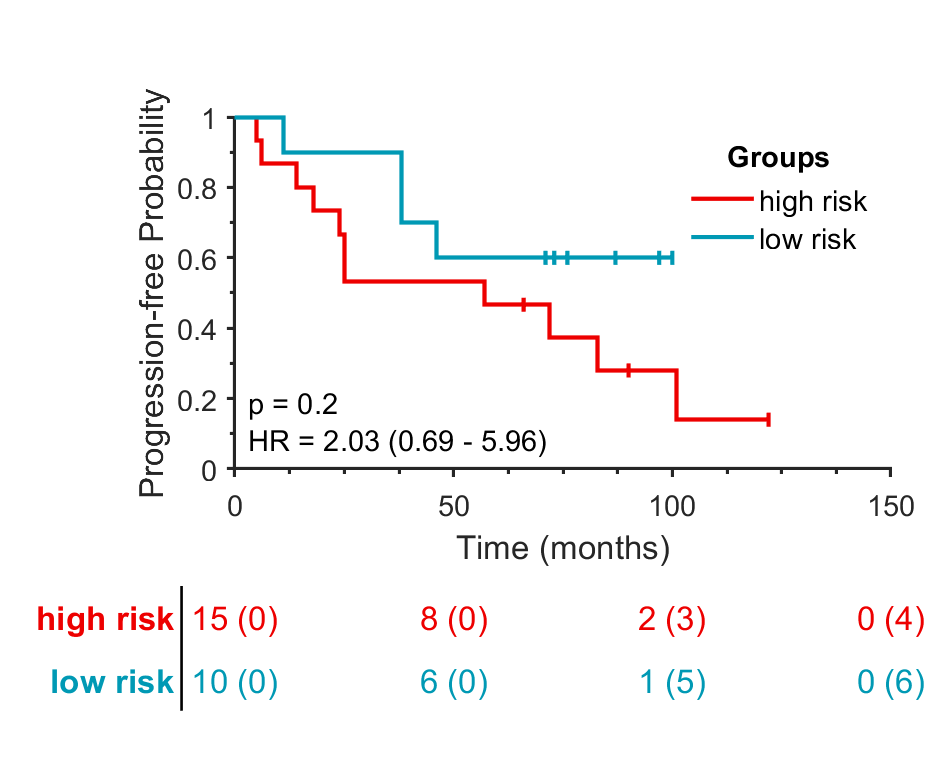 Progression-free Probability
1
0.8
0.6
0.4
0.2
0
Groups
high risk
low risk
p = 0.2
HR = 2.03 (0.69 - 5.96)
0 50 100 150
Time (months)
high risk 15 (0) 8 (0) 2 (3) 0 (4)
low risk 10 (0) 6 (0) 1 (5) 0 (6)